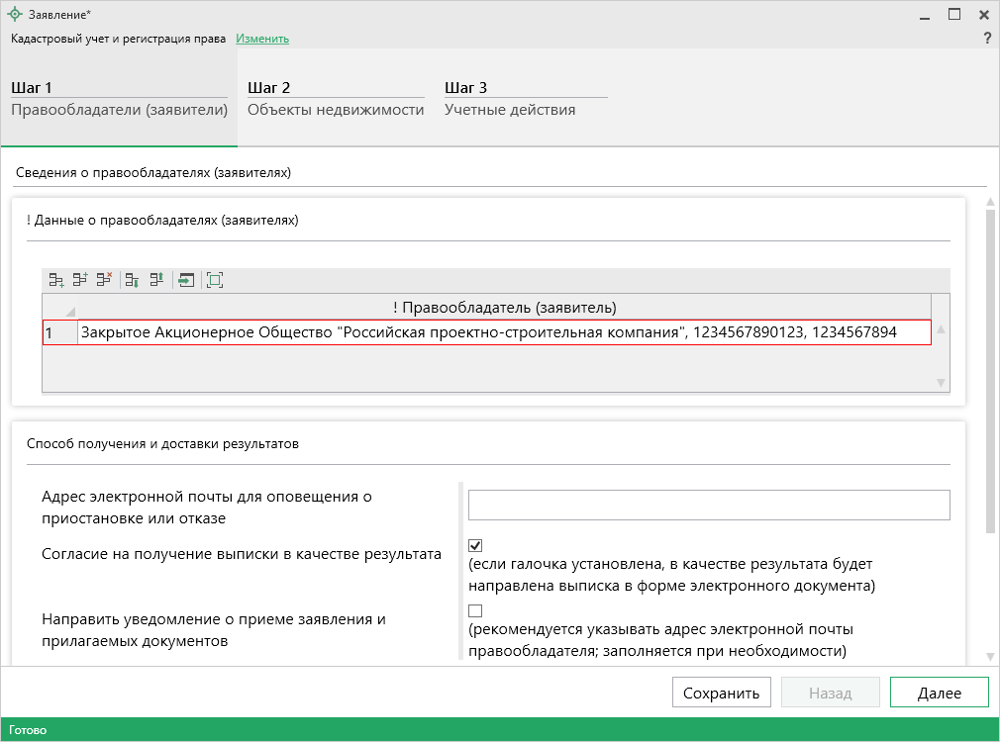 Заявление*
Кадастровый учет и регистрация права Изменить
?
Шаг 1
Правообладатели (заявители)
Шаг 2
Объекты недвижимости
Шаг 3
Учетные действия
Сведения о правообладателях (заявителях)
! Данные о правообладателях (заявителях)
! Правообладатель (заявитель)
1 Закрытое Акционерное Общество "Российская проектно-строительная компания", 1234567890123, 1234567894
Способ получения и доставки результатов
Адрес электронной почты для оповещения о
приостановке или отказе
Согласие на получение выписки в качестве результата
(если галочка установлена, в качестве результата будет
направлена выписка в форме электронного документа)
Направить уведомление о приеме заявления и
прилагаемых документов
(рекомендуется указывать адрес электронной почты
правообладателя; заполняется при необходимости)
Сохранить Назад Далее
Готово